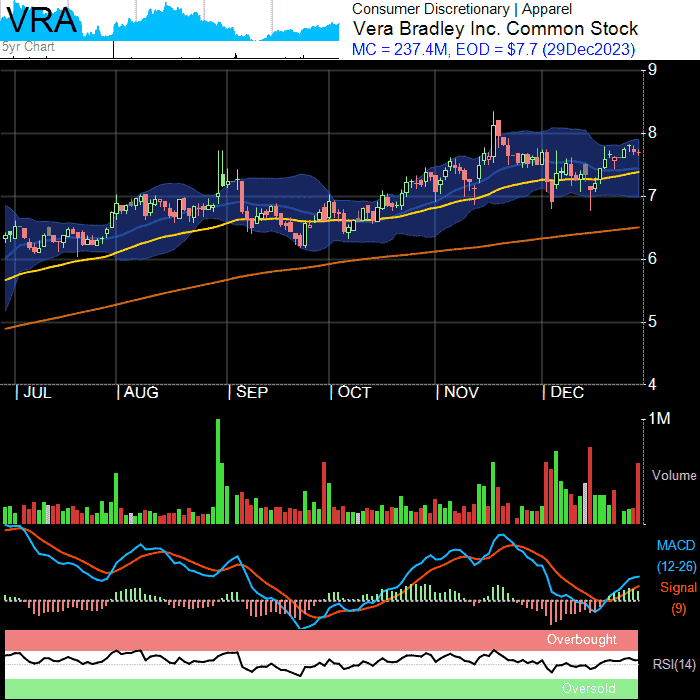 VRA
5yr Chart
Consumer Discretionary | Apparel
Vera Bradley Inc. Common Stock
MC = 237.4M, EOD = $7.7 (29Dec2023)
9
8
7
6
5
4
| JUL | AUG | SEP | OCT | NOV | DEC
1M
Volume
MACD
(12-26)
Signal
(9)
Overbought
RSI(14)
Oversold